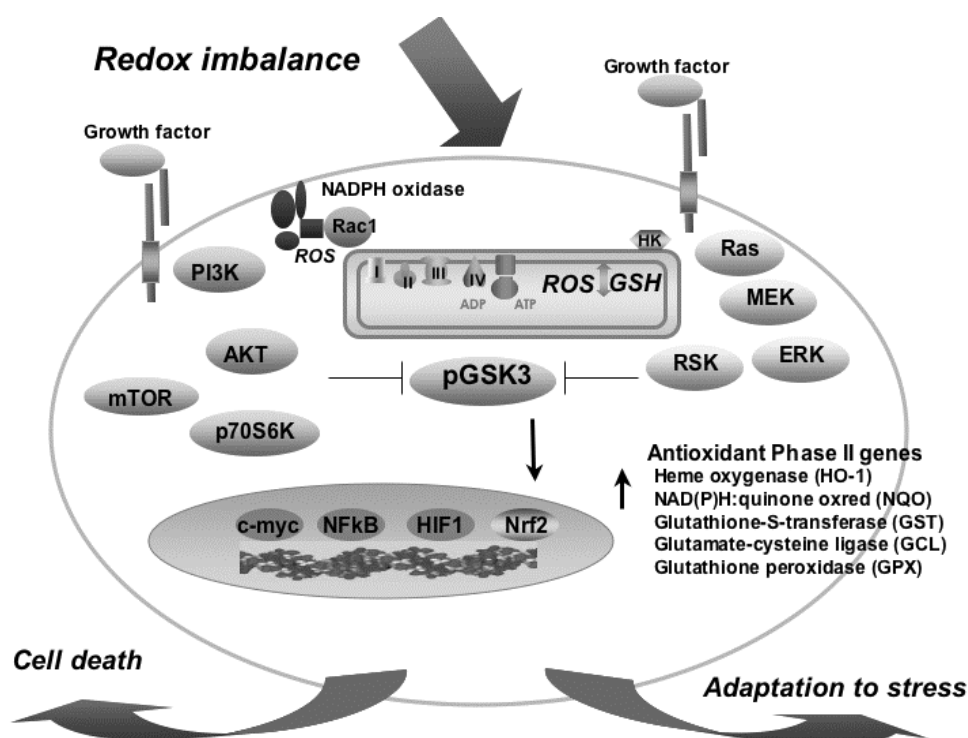 Redox imbalance
Growth factor
Growth factor
NADPH oxidase
Rac1
ROS
HK
Ras
PI3K
I
II
III
IV
ROS GSH
ADP
ATP
MEK
AKT
pGSK3
RSK
ERK
mTOR
p70S6K
Antioxidant Phase II genes
Heme oxygenase (HO-1)
NAD(P)H:quinone oxred (NQO)
Glutathione-S-transferase (GST)
Glutamate-cysteine ligase (GCL)
Glutathione peroxidase (GPX)
c-myc
NFkB
HIF1
Nrf2
Cell death
Adaptation to stress